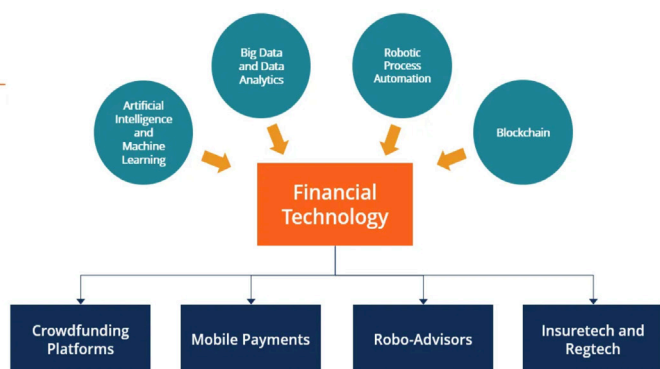 Big Data
and Data
Analytics
Robotic
Process
Automation
Artificial
Intelligence
and
Machine
Learning
Blockchain
Financial
Technology
Crowdfunding
Platforms
Mobile Payments
Robo-Advisors
Insuretech and
Regtech